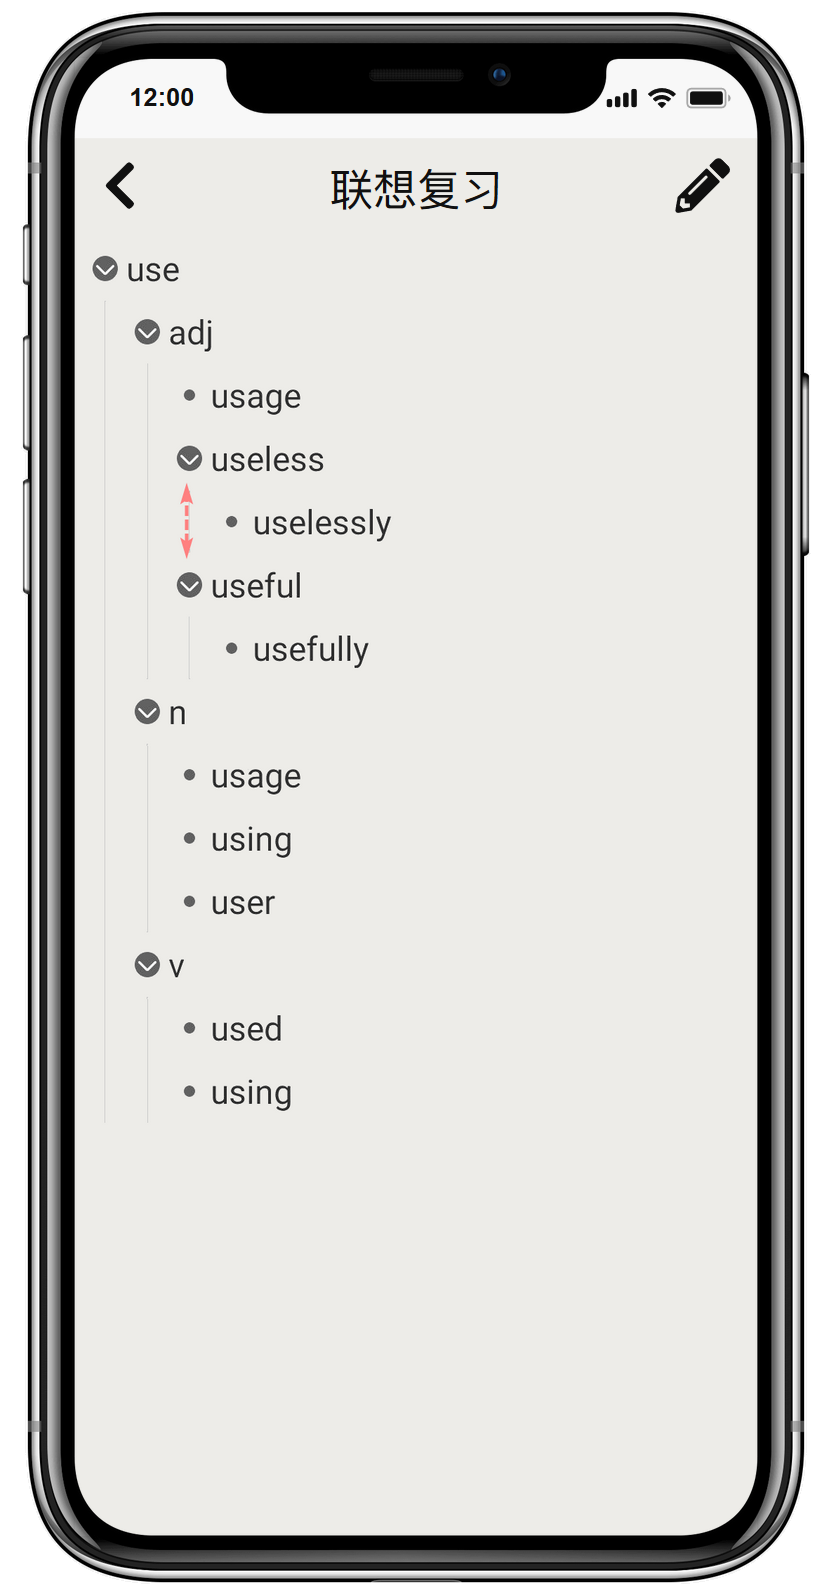 12:00
联想复习
use
adj
usage
useless
uselessly
useful
usefully
n
usage
using
user
v
used
using